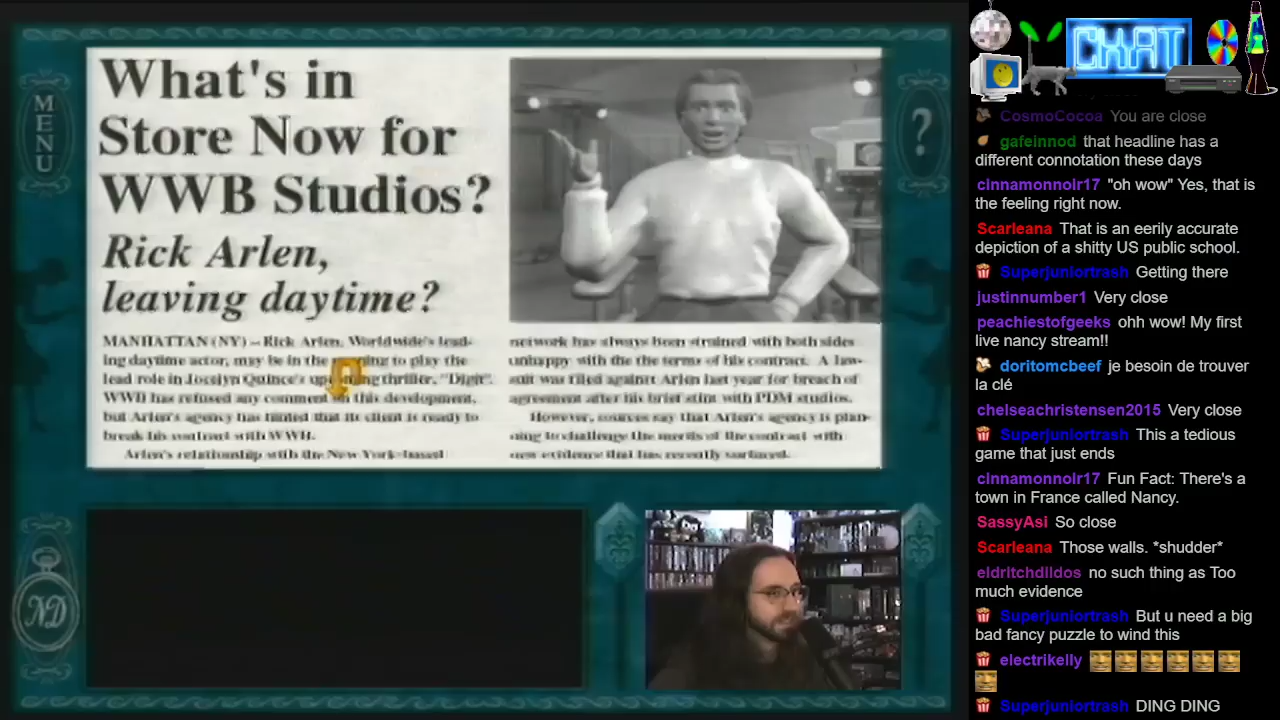 What's in
Store Now for
WWB Studios?
Rick Arlen,
leaving daytime?
MANHATTAN (NY) – Rick Arlen, Worldwide's lead-
ing daytime actor, may be in the running to play the
lead role in Jocelyn Quince's upcoming thriller, "Digit".
WWB has refused any comment on this development,
but Arlen's agency has hinted that its client is ready to
break his contract with WWB.
Arlen's relationship with the New York-based
network has always been strained with both sides
unhappy with the the terms of his contract. A law-
suit was filed against Arlen last year for breach of
agreement after his brief stint with PDM studios.
However, sources say that Arlen's agency is plan-
ning to challenge the merits of the contract with
new evidence that has recently surfaced.
MENU
?
ND
CHAT
CosmoCocoa You are close
gafeinnod that headline has a
different connotation these days
cinnamonnoir17 "oh wow" Yes, that is
the feeling right now.
Scarleana That is an eerily accurate
depiction of a shitty US public school.
Superjuniortrash Getting there
justinnumber1 Very close
peachiestofgeeks ohh wow! My first
live nancy stream!!
doritomcbeef je besoin de trouver
la clé
chelseachristensen2015 Very close
Superjuniortrash This a tedious
game that just ends
cinnamonnoir17 Fun Fact: There's a
town in France called Nancy.
SassyAsi So close
Scarleana Those walls. *shudder*
eldritchdildos no such thing as Too
much evidence
Superjuniortrash But u need a big
bad fancy puzzle to wind this
electrikelly
Superjuniortrash DING DING